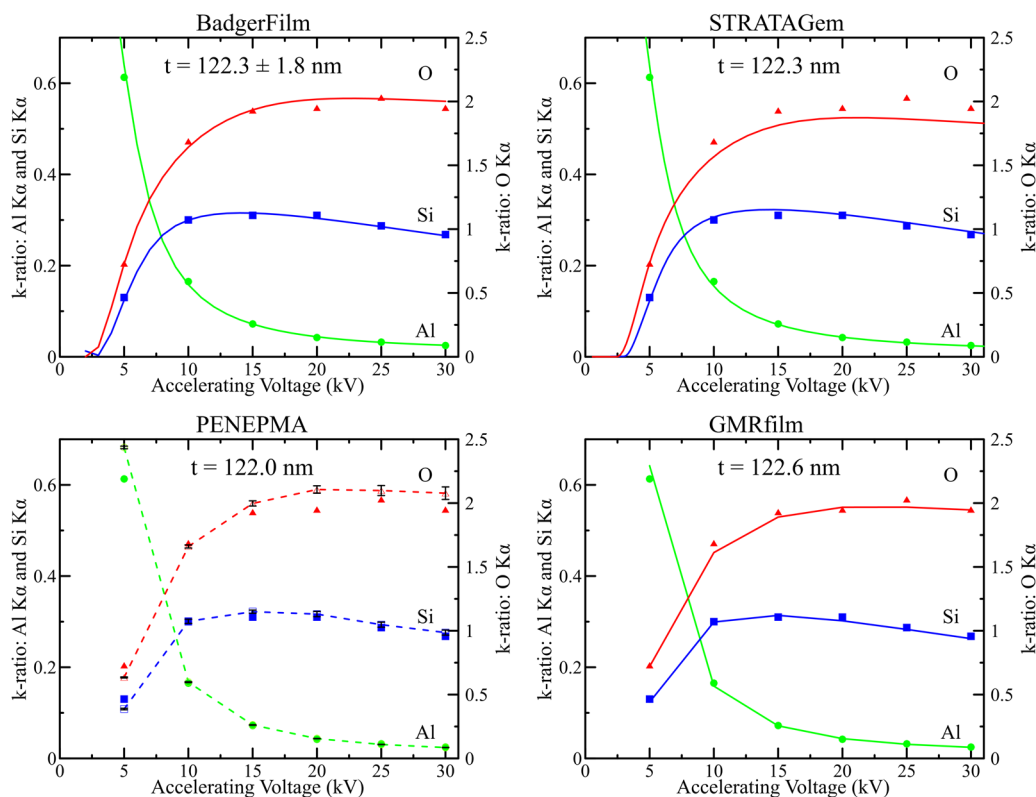 BadgerFilm
t = 122.3 ± 1.8 nm
O
Si
Al
k-ratio: Al Kα and Si Kα
0
0.2
0.4
0.6
k-ratio: O Kα
0
0.5
1
1.5
2
2.5
0 5 10 15 20 25 30
Accelerating Voltage (kV)
STRATAGem
t = 122.3 nm
O
Si
Al
k-ratio: Al Kα and Si Kα
0
0.2
0.4
0.6
k-ratio: O Kα
0
0.5
1
1.5
2
2.5
0 5 10 15 20 25 30
Accelerating Voltage (kV)
PENEPMA
t = 122.0 nm
O
Si
Al
k-ratio: Al Kα and Si Kα
0
0.2
0.4
0.6
k-ratio: O Kα
0
0.5
1
1.5
2
2.5
0 5 10 15 20 25 30
Accelerating Voltage (kV)
GMRfilm
t = 122.6 nm
O
Si
Al
k-ratio: Al Kα and Si Kα
0
0.2
0.4
0.6
k-ratio: O Kα
0
0.5
1
1.5
2
2.5
0 5 10 15 20 25 30
Accelerating Voltage (kV)